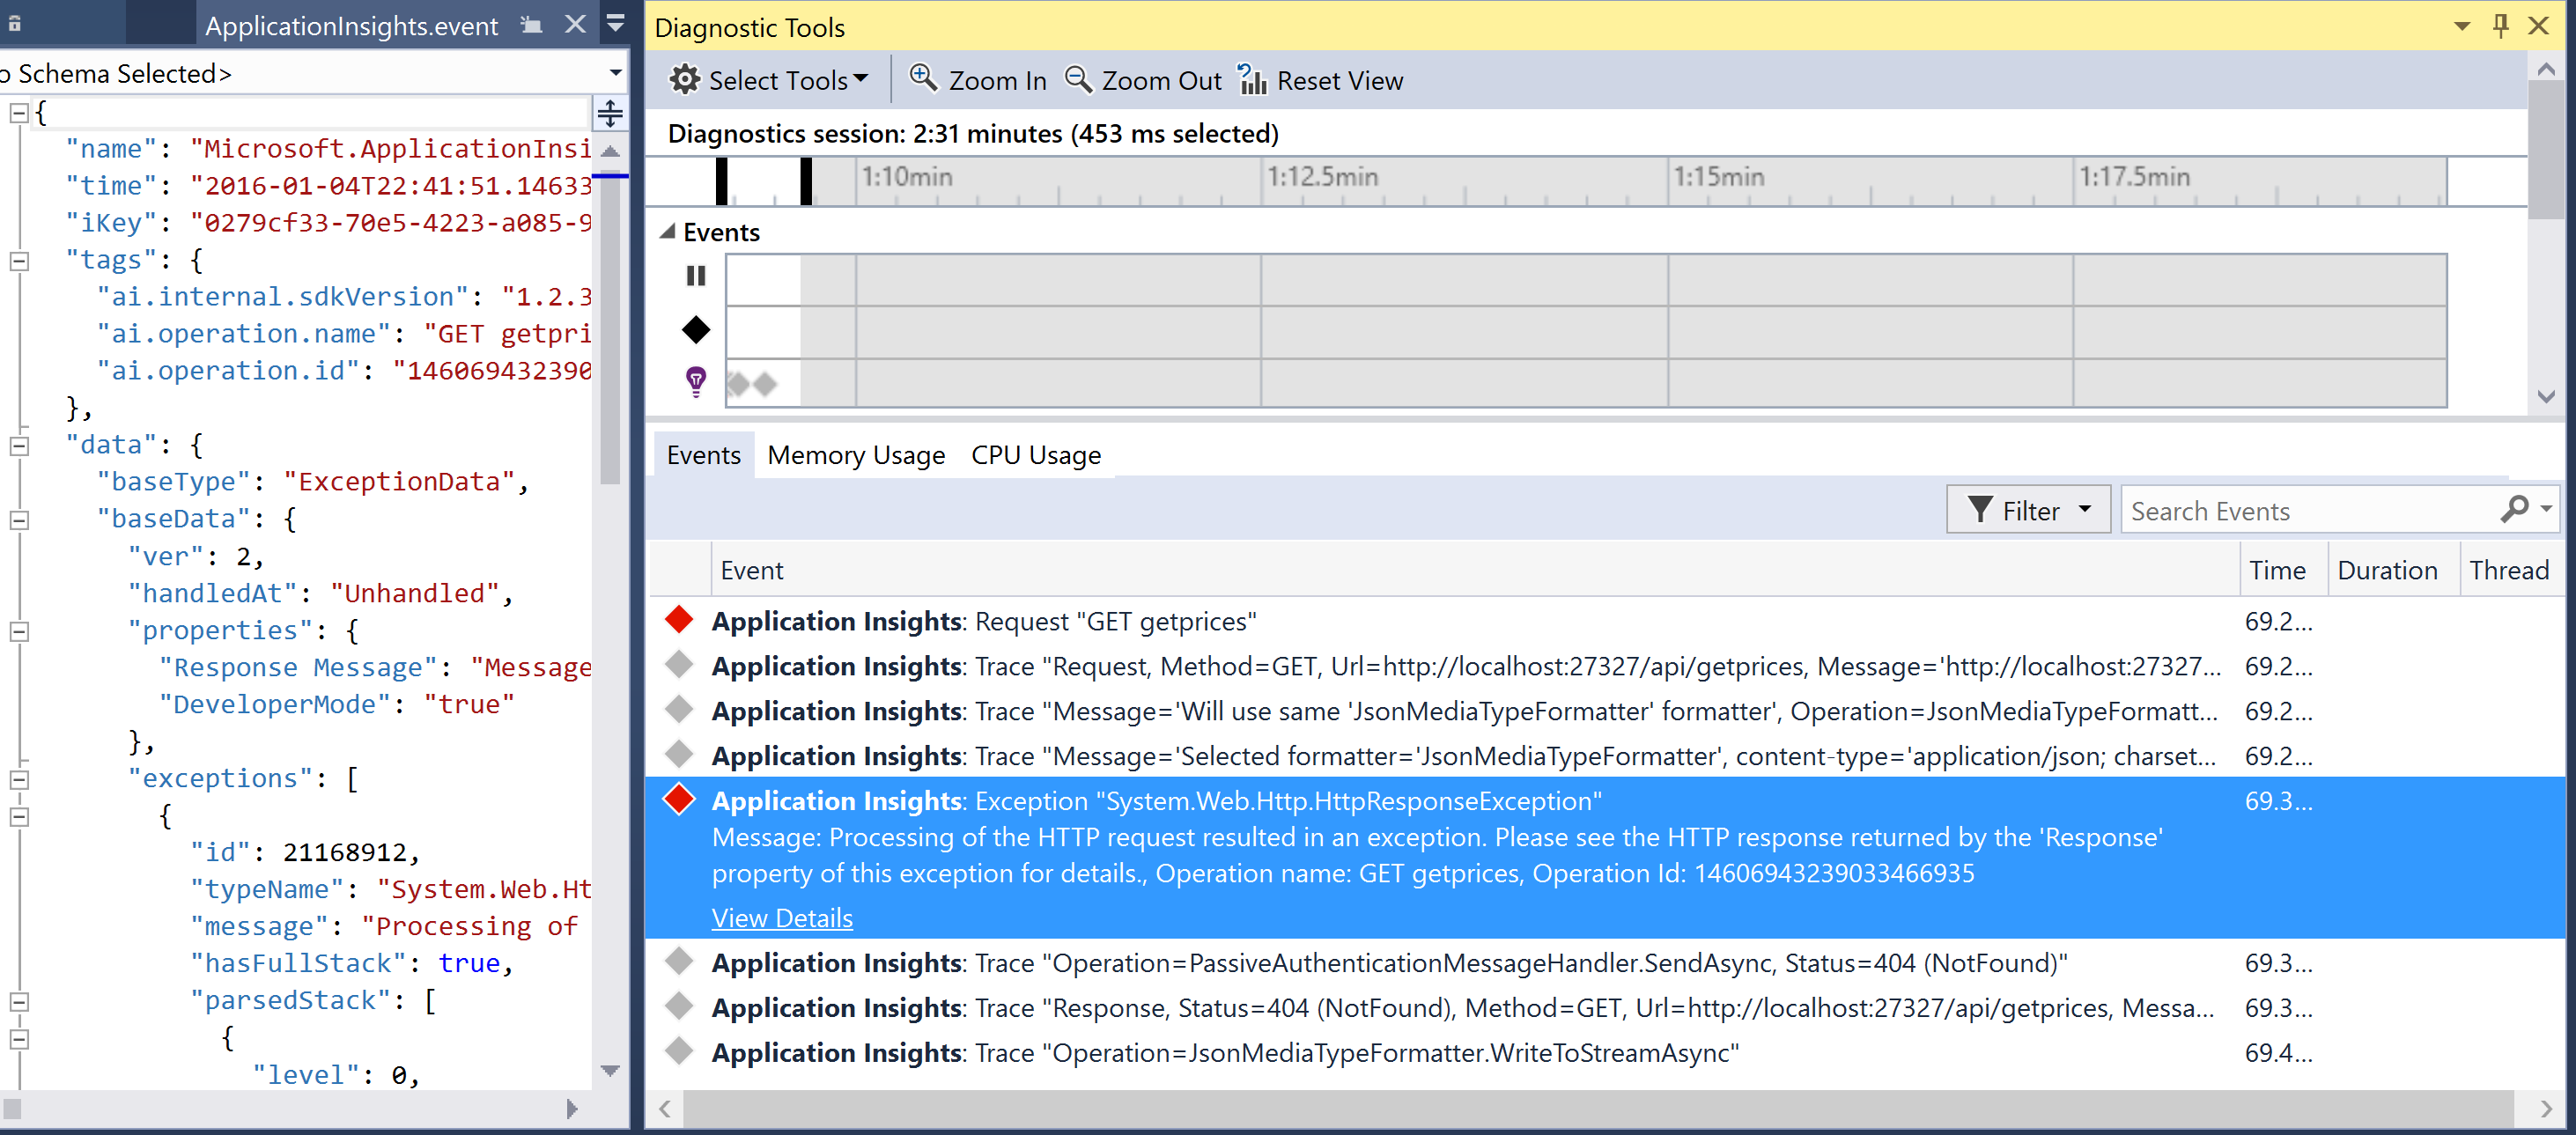 ApplicationInsights.event
o Schema Selected>
{
"name": "Microsoft.ApplicationInsi
"time": "2016-01-04T22:41:51.14633
"iKey": "0279cf33-70e5-4223-a085-9
"tags": {
"ai.internal.sdkVersion": "1.2.3
"ai.operation.name": "GET getpri
"ai.operation.id": "146069432390
},
"data": {
"baseType": "ExceptionData",
"baseData": {
"ver": 2,
"handledAt": "Unhandled",
"properties": {
"Response Message": "Message
"DeveloperMode": "true"
},
"exceptions": [
{
"id": 21168912,
"typeName": "System.Web.Ht
"message": "Processing of
"hasFullStack": true,
"parsedStack": [
{
"level": 0,
Diagnostic Tools
Select Tools Zoom In Zoom Out Reset View
Diagnostics session: 2:31 minutes (453 ms selected)
1:10min 1:12.5min 1:15min 1:17.5min
Events
Events Memory Usage CPU Usage
Filter Search Events
Event Time Duration Thread
Application Insights: Request "GET getprices" 69.2...
Application Insights: Trace "Request, Method=GET, Url=http://localhost:27327/api/getprices, Message='http://localhost:27327... 69.2...
Application Insights: Trace "Message='Will use same 'JsonMediaTypeFormatter' formatter', Operation=JsonMediaTypeFormatt... 69.2...
Application Insights: Trace "Message='Selected formatter='JsonMediaTypeFormatter', content-type='application/json; charset... 69.2...
Application Insights: Exception "System.Web.Http.HttpResponseException" 69.3...
Message: Processing of the HTTP request resulted in an exception. Please see the HTTP response returned by the 'Response'
property of this exception for details., Operation name: GET getprices, Operation Id: 14606943239033466935
View Details
Application Insights: Trace "Operation=PassiveAuthenticationMessageHandler.SendAsync, Status=404 (NotFound)" 69.3...
Application Insights: Trace "Response, Status=404 (NotFound), Method=GET, Url=http://localhost:27327/api/getprices, Messa... 69.3...
Application Insights: Trace "Operation=JsonMediaTypeFormatter.WriteToStreamAsync" 69.4...